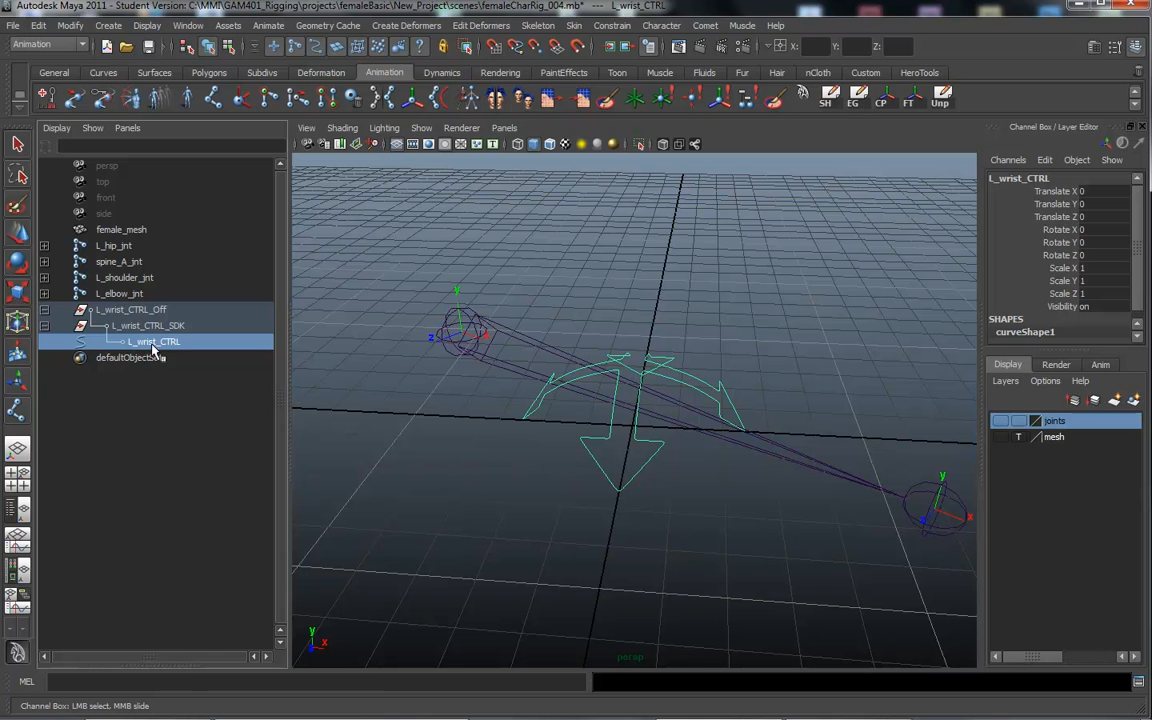 Autodesk Maya 2011 - Student Version: C:\MMI\GAM401_Rigging\projects\femaleBasic\New_Project\scenes\femaleCharRig_004.mb* --- L_wrist_CTRL
File Edit Modify Create Display Window Assets Animate Geometry Cache Create Deformers Edit Deformers Skeleton Skin Constrain Character Comet Muscle Help
Animation X: Y: Z:
General Curves Surfaces Polygons Subdivs Deformation Animation Dynamics Rendering PaintEffects Toon Muscle Fluids Fur Hair nCloth Custom HeroTools
SH EG CP FT Unp
Display Show Panels
View Shading Lighting Show Renderer Panels
Channel Box / Layer Editor
Channels Edit Object Show
persp
top
front
side
female_mesh
L_hip_jnt
spine_A_jnt
L_shoulder_jnt
L_elbow_jnt
L_wrist_CTRL_Off
L_wrist_CTRL_SDK
L_wrist_CTRL
y
z
y
x
z
y
x
persp
L_wrist_CTRL
Translate X 0
Translate Y 0
Translate Z 0
Rotate X 0
Rotate Y 0
Rotate Z 0
Scale X 1
Scale Y 1
Scale Z 1
Visibility on
SHAPES
curveShape1
Display Render Anim
Layers Options Help
joints
T mesh
MEL
Channel Box: LMB select, MMB slide